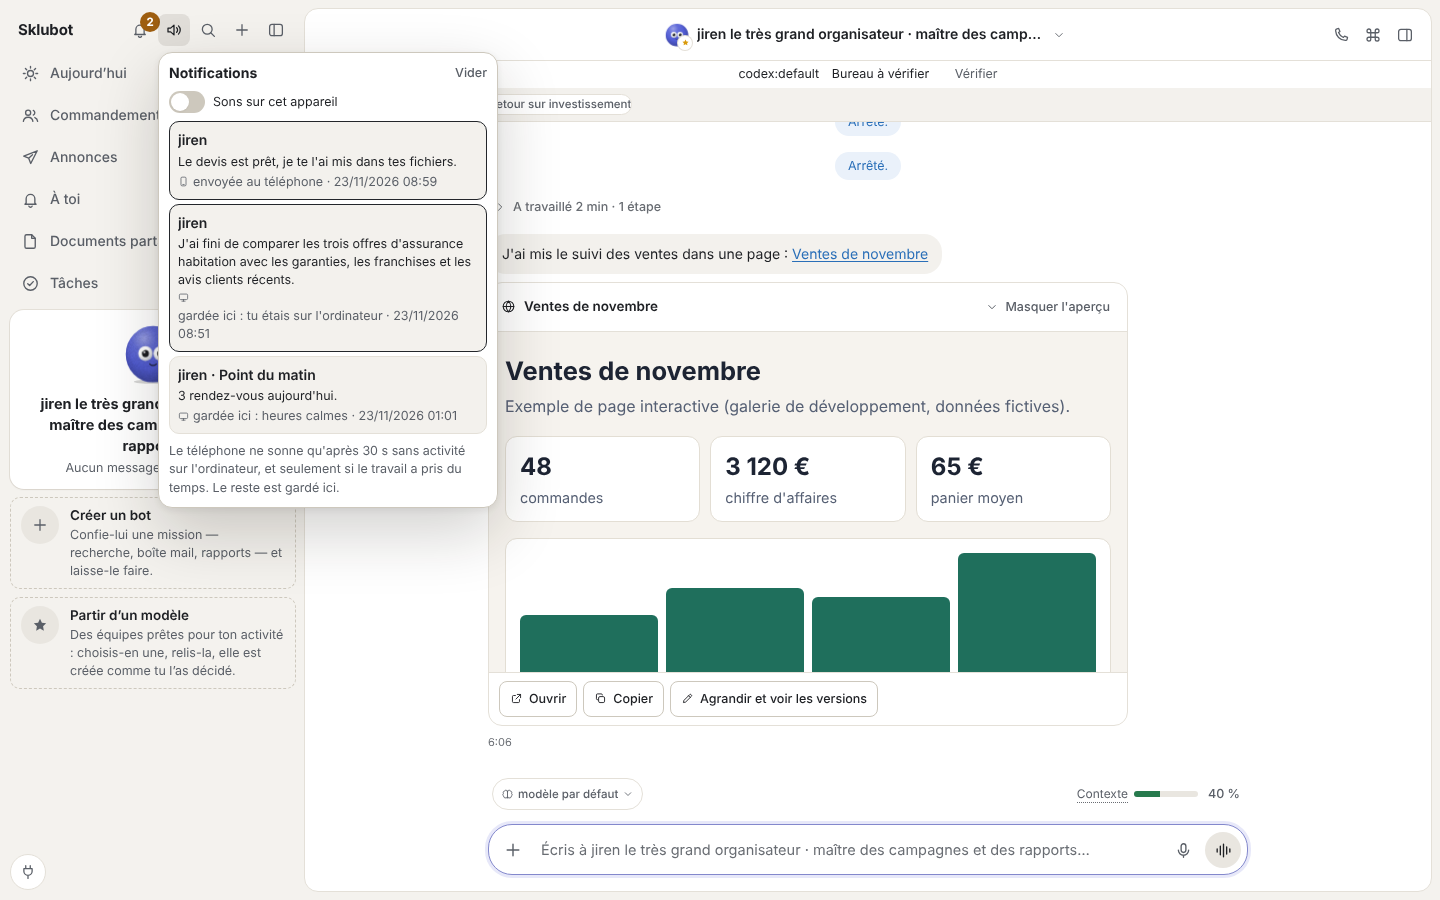 Sklubot
2
Aujourd’hui
Commandement
Annonces
À toi
Documents part
Tâches
jiren le très grand
maître des cam
rappo
Aucun message
Créer un bot
Confie-lui une mission —
recherche, boîte mail, rapports — et
laisse-le faire.
Partir d’un modèle
Des équipes prêtes pour ton activité
: choisis-en une, relis-la, elle est
créée comme tu l’as décidé.
Notifications
Vider
Sons sur cet appareil
jiren
Le devis est prêt, je te l'ai mis dans tes fichiers.
envoyée au téléphone · 23/11/2026 08:59
jiren
J'ai fini de comparer les trois offres d'assurance
habitation avec les garanties, les franchises et les
avis clients récents.
gardée ici : tu étais sur l'ordinateur · 23/11/2026
08:51
jiren · Point du matin
3 rendez-vous aujourd'hui.
gardée ici : heures calmes · 23/11/2026 01:01
Le téléphone ne sonne qu'après 30 s sans activité
sur l'ordinateur, et seulement si le travail a pris du
temps. Le reste est gardé ici.
jiren le très grand organisateur · maître des camp…
codex:default Bureau à vérifier Vérifier
etour sur investissement
Arrêté.
Arrêté.
A travaillé 2 min · 1 étape
J'ai mis le suivi des ventes dans une page : Ventes de novembre
Ventes de novembre
Masquer l'aperçu
Ventes de novembre
Exemple de page interactive (galerie de développement, données fictives).
48
commandes
3 120 €
chiffre d'affaires
65 €
panier moyen
Ouvrir
Copier
Agrandir et voir les versions
6:06
modèle par défaut
Contexte
40 %
Écris à jiren le très grand organisateur · maître des campagnes et des rapports…